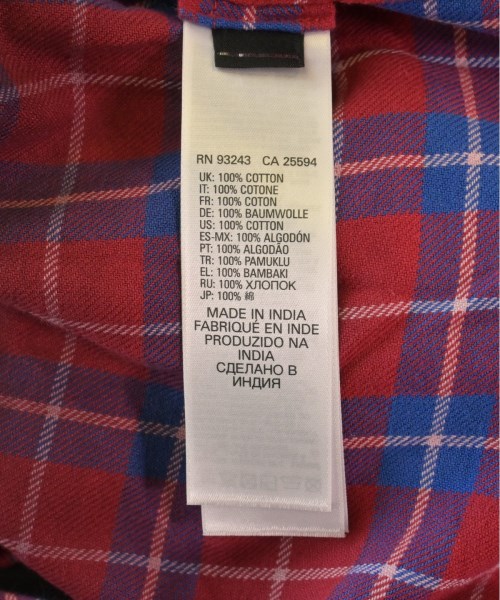 RN 93243 CA 25594
UK: 100% COTTON
IT: 100% COTONE
FR: 100% COTON
DE: 100% BAUMWOLLE
US: 100% COTTON
ES-MX: 100% ALGODÓN
PT: 100% ALGODÃO
TR: 100% PAMUKLU
EL: 100% BAMBAKI
RU: 100% ХЛОПОК
JP: 100% 綿
MADE IN INDIA
FABRIQUÉ EN INDE
PRODUZIDO NA
INDIA
СДЕЛАНО В
ИНДИЯ